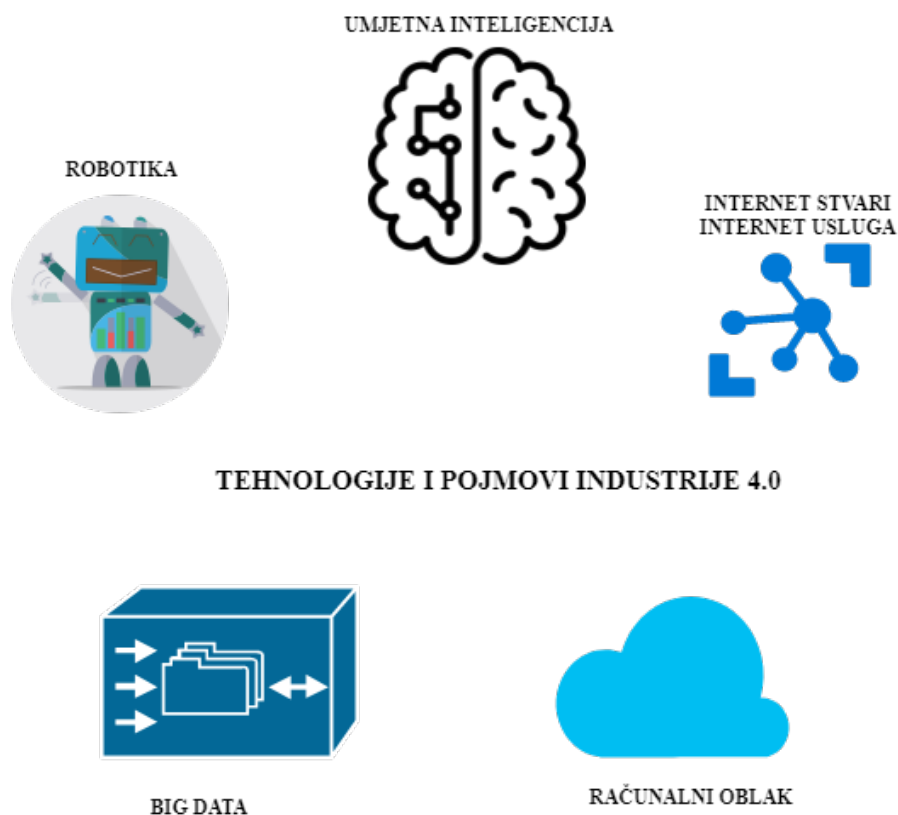 UMJETNA INTELIGENCIJA
ROBOTIKA
INTERNET STVARI
INTERNET USLUGA
TEHNOLOGIJE I POJMOVI INDUSTRIJE 4.0
BIG DATA
RAČUNALNI OBLAK